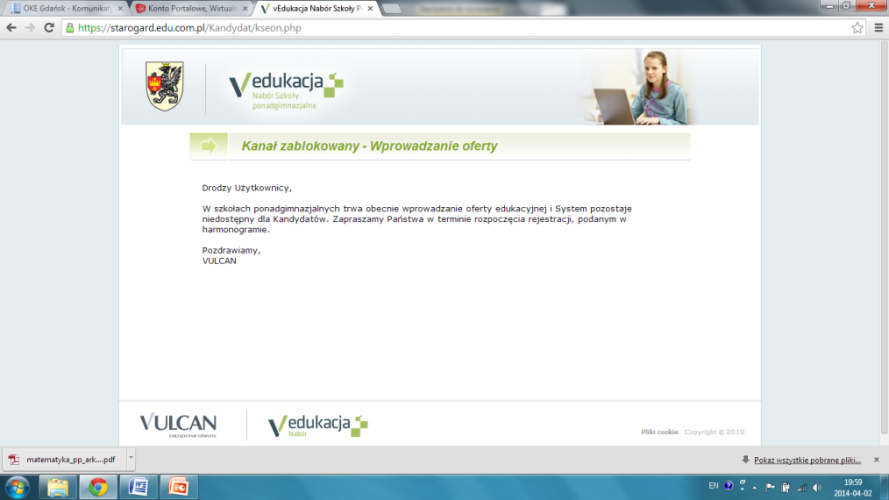 OKE Gdańsk - Komunikat
Konto Portalowe, Wirtualn
vEdukacja Nabór Szkoły P
https://starogard.edu.com.pl/Kandydat/kseon.php
Vedukacja
Nabór Szkoły
ponadgimnazjalne
Kanał zablokowany - Wprowadzanie oferty
Drodzy Użytkownicy,
W szkołach ponadgimnazjalnych trwa obecnie wprowadzanie oferty edukacyjnej i System pozostaje
niedostępny dla Kandydatów. Zapraszamy Państwa w terminie rozpoczęcia rejestracji, podanym w
harmonogramie.
Pozdrawiamy,
VULCAN
VULCAN
ZARZĄDZANIE OŚWIATĄ
Vedukacja
Nabór
Pliki cookie Copyright © 2010
matematyka_pp_ark....pdf
Pokaż wszystkie pobrane pliki...
EN
19:59
2014-04-02